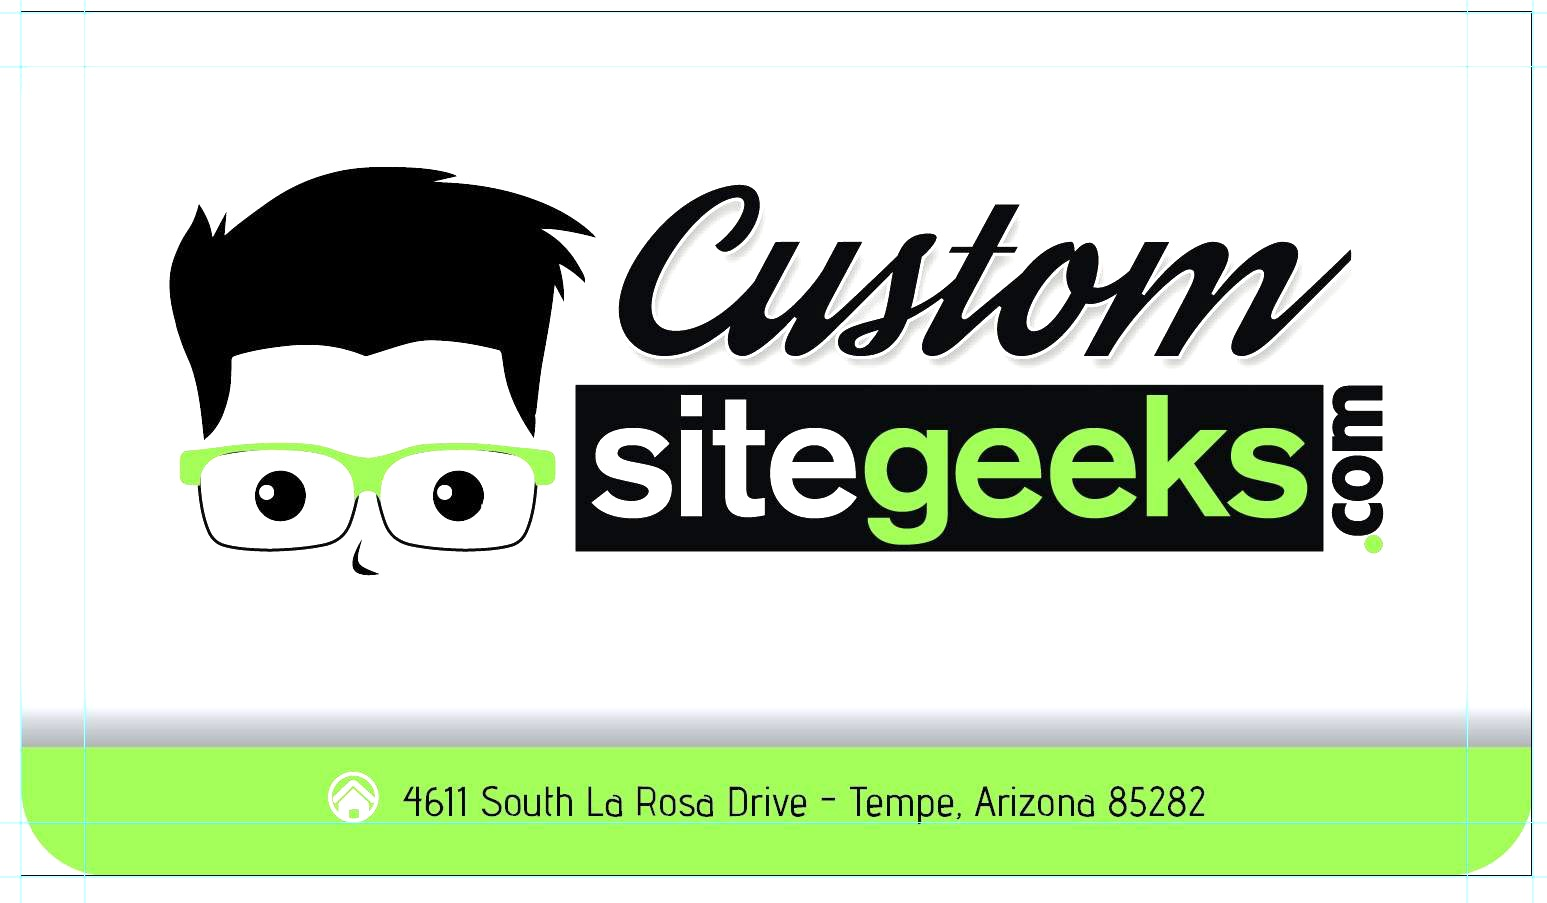 Custom
sitegeeks
.com
4611 South La Rosa Drive - Tempe, Arizona 85282